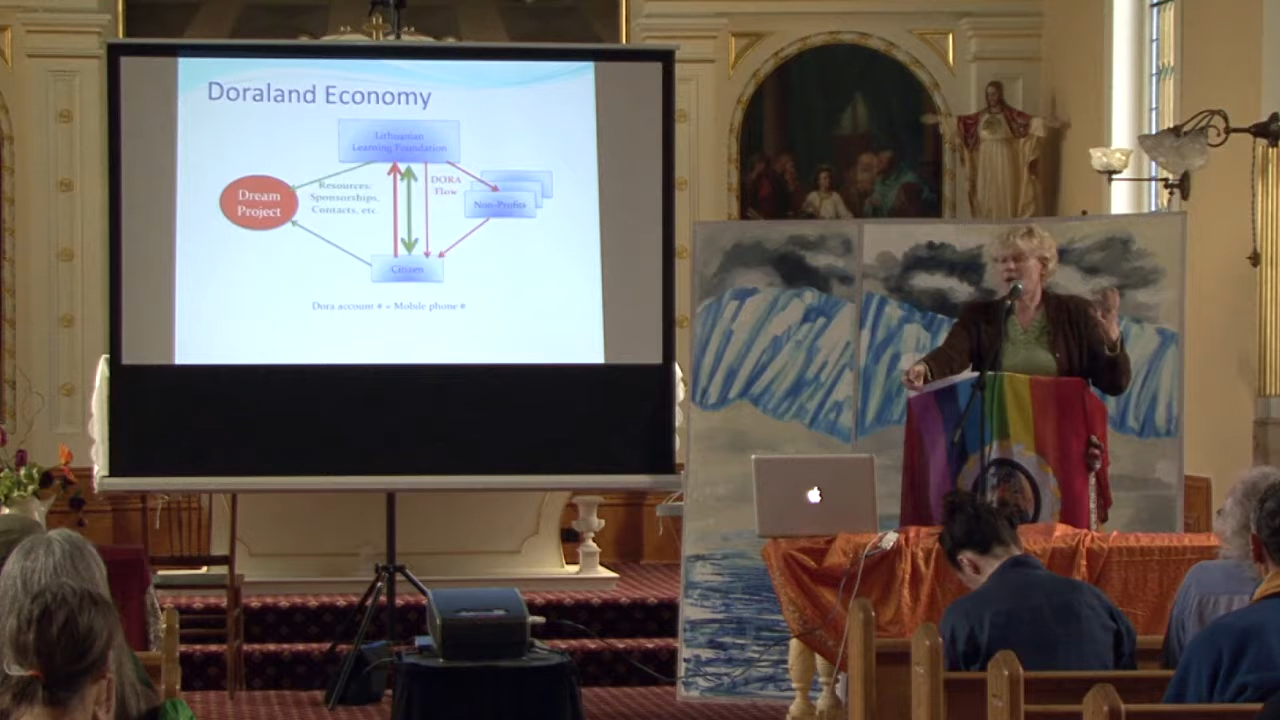 Doraland Economy
Lithuanian
Learning Foundation
Resources:
Sponsorships,
Contacts, etc.
DORA
Flow
Dream
Project
Non-Profits
Citizen
Dora account # = Mobile phone #